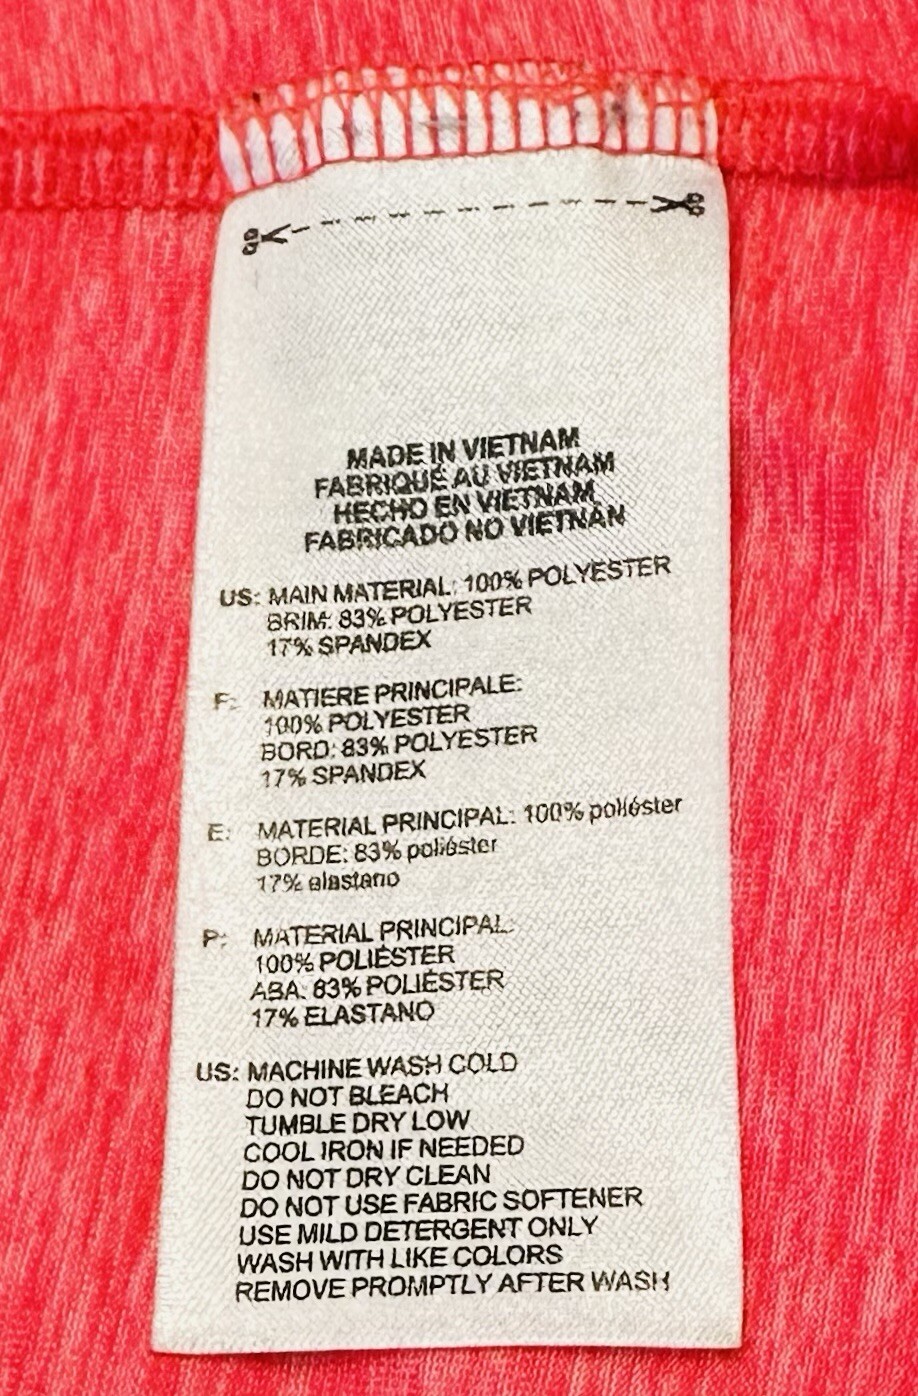 MADE IN VIETNAM
FABRIQUÉ AU VIETNAM
HECHO EN VIETNAM
FABRICADO NO VIETNAN
US: MAIN MATERIAL: 100% POLYESTER
BRIM: 83% POLYESTER
17% SPANDEX
F: MATIERE PRINCIPALE:
100% POLYESTER
BORD: 83% POLYESTER
17% SPANDEX
E: MATERIAL PRINCIPAL: 100% poliéster
BORDE: 83% poliéster
17% elastano
P: MATERIAL PRINCIPAL:
100% POLIÉSTER
ABA: 83% POLIÉSTER
17% ELASTANO
US: MACHINE WASH COLD
DO NOT BLEACH
TUMBLE DRY LOW
COOL IRON IF NEEDED
DO NOT DRY CLEAN
DO NOT USE FABRIC SOFTENER
USE MILD DETERGENT ONLY
WASH WITH LIKE COLORS
REMOVE PROMPTLY AFTER WASH